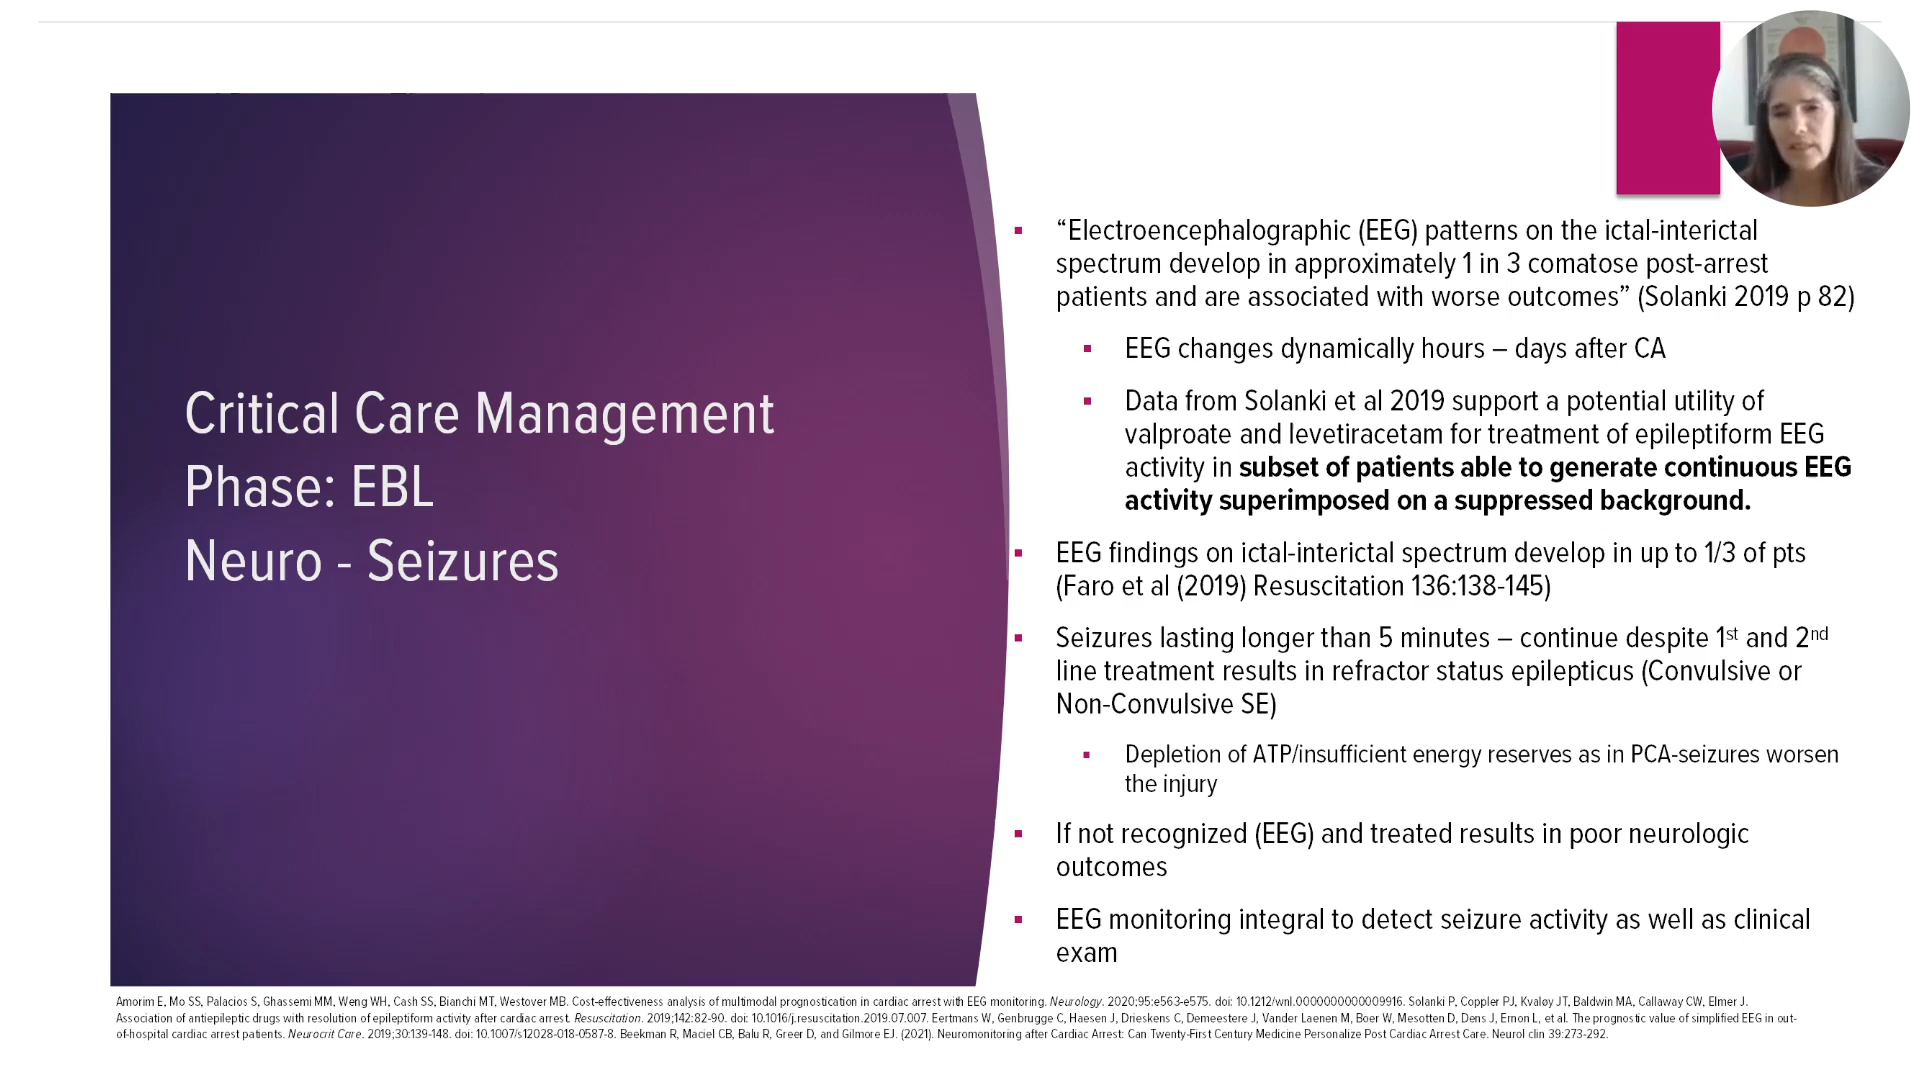 Critical Care Management
Phase: EBL
Neuro - Seizures
▪ “Electroencephalographic (EEG) patterns on the ictal-interictal
spectrum develop in approximately 1 in 3 comatose post-arrest
patients and are associated with worse outcomes” (Solanki 2019 p 82)
▪ EEG changes dynamically hours – days after CA
▪ Data from Solanki et al 2019 support a potential utility of
valproate and levetiracetam for treatment of epileptiform EEG
activity in subset of patients able to generate continuous EEG
activity superimposed on a suppressed background.
▪ EEG findings on ictal-interictal spectrum develop in up to 1/3 of pts
(Faro et al (2019) Resuscitation 136:138-145)
▪ Seizures lasting longer than 5 minutes – continue despite 1st and 2nd
line treatment results in refractor status epilepticus (Convulsive or
Non-Convulsive SE)
▪ Depletion of ATP/insufficient energy reserves as in PCA-seizures worsen
the injury
▪ If not recognized (EEG) and treated results in poor neurologic
outcomes
▪ EEG monitoring integral to detect seizure activity as well as clinical
exam
Amorim E, Mo SS, Palacios S, Ghassemi MM, Weng WH, Cash SS, Bianchi MT, Westover MB. Cost-effectiveness analysis of multimodal prognostication in cardiac arrest with EEG monitoring. Neurology. 2020;95:e563-e575. doi: 10.1212/wnl.0000000000009916. Solanki P, Coppler PJ, Kvaløy JT, Baldwin MA, Callaway CW, Elmer J.
Association of antiepileptic drugs with resolution of epileptiform activity after cardiac arrest. Resuscitation. 2019;142:82-90. doi: 10.1016/j.resuscitation.2019.07.007. Eertmans W, Genbrugge C, Haesen J, Drieskens C, Demeestere J, Vander Laenen M, Boer W, Mesotten D, Dens J, Ernon L, et al. The prognostic value of simplified EEG in out-
of-hospital cardiac arrest patients. Neurocrit Care. 2019;30:139-148. doi: 10.1007/s12028-018-0587-8. Beekman R, Maciel CB, Balu R, Greer D, and Gilmore EJ. (2021). Neuromonitoring after Cardiac Arrest: Can Twenty-First Century Medicine Personalize Post Cardiac Arrest Care. Neurol clin 39:273-292.